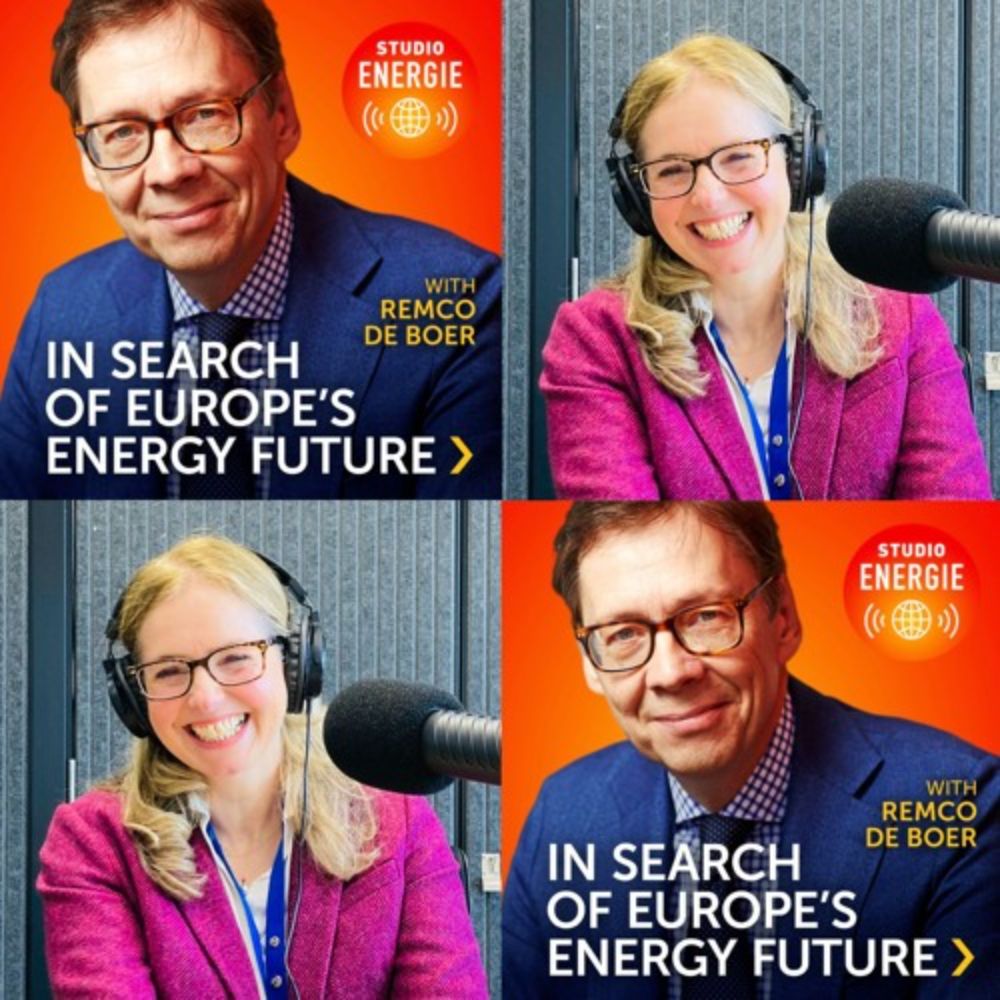 STUDIO
ENERGIE
WITH
REMCO
DE BOER
IN SEARCH
OF EUROPE'S
ENERGY FUTURE
STUDIO
ENERGIE
WITH
REMCO
DE BOER
IN SEARCH
OF EUROPE'S
ENERGY FUTURE